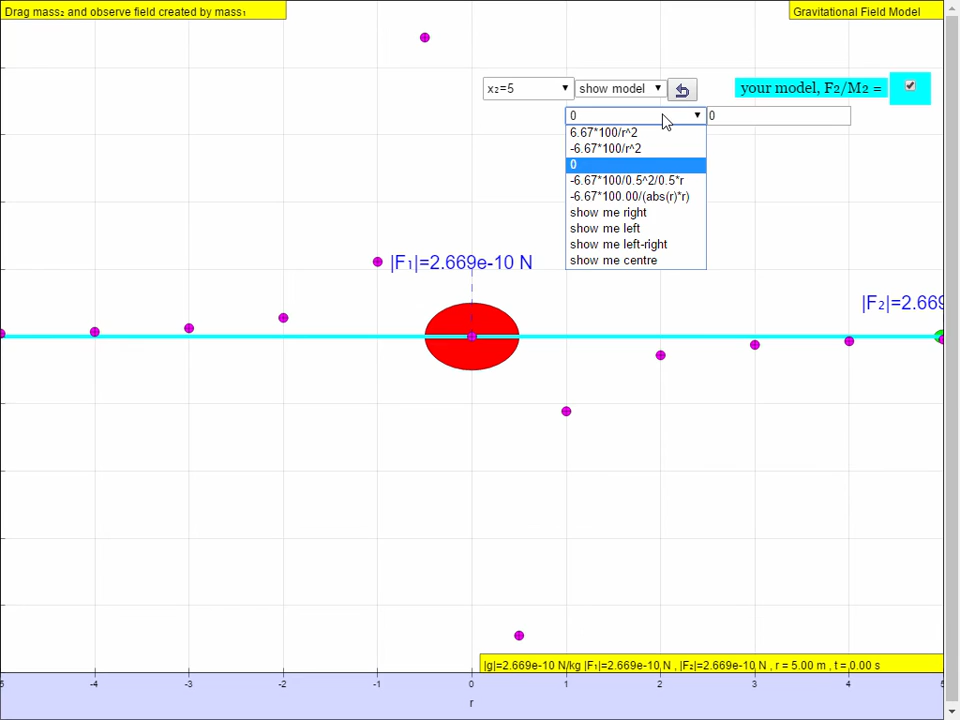 Drag mass₂ and observe field created by mass₁
Gravitational Field Model
x₂=5
show model
your model, F₂/M₂ =
0
0
6.67*100/r^2
-6.67*100/r^2
0
-6.67*100/0.5^2/0.5*r
-6.67*100.00/(abs(r)*r)
show me right
show me left
show me left-right
show me centre
|F₁|=2.669e-10 N
|F₂|=2.669
|g|=2.669e-10 N/kg |F₁|=2.669e-10 N , |F₂|=2.669e-10 N , r = 5.00 m , t = 0.00 s
5 -4 -3 -2 -1 0 1 2 3 4 5
r